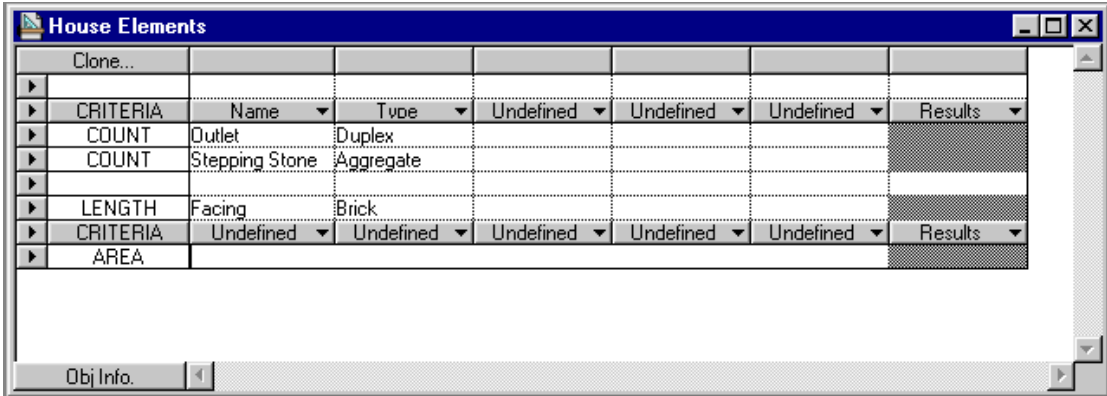 House Elements
Clone...
CRITERIA Name Type Undefined Undefined Undefined Results
COUNT Outlet Duplex
COUNT Stepping Stone Aggregate
LENGTH Facing Brick
CRITERIA Undefined Undefined Undefined Undefined Undefined Results
AREA
Obj Info.